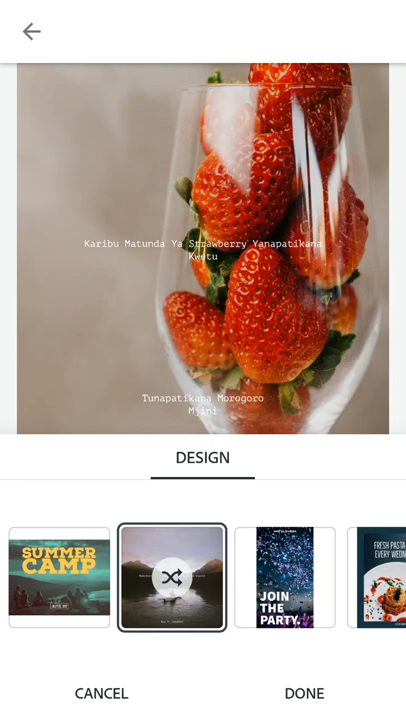 Karibu Matunda Ya Strawberry Yanapatikana
Kwetu
Tunapatikana Morogoro
Mjini
DESIGN
SUMMER
CAMP
JOIN
THE
PARTY.
FRESH PASTA
EVERY WEDN
CANCEL
DONE